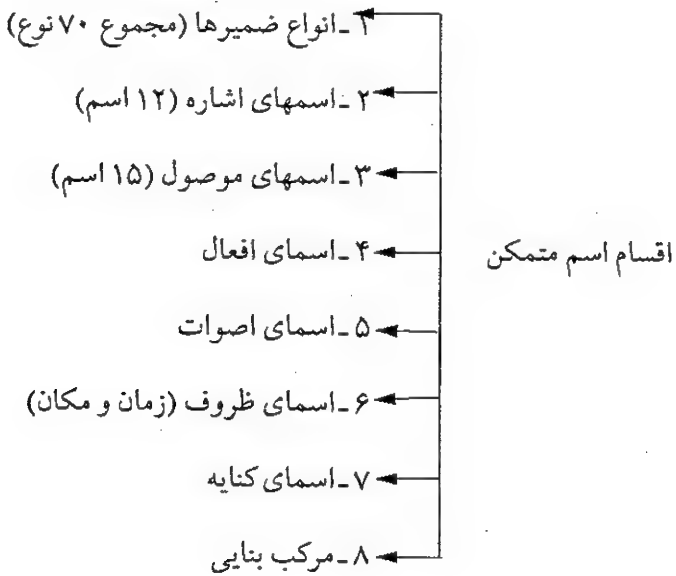 ۱ـ انواع ضمیرها (مجموع ۷۰ نوع)
۲ـ اسمهای اشاره (۱۲ اسم)
۳ـ اسمهای موصول (۱۵ اسم)
اقسام اسم متمکن
۴ـ اسمای افعال
۵ـ اسمای اصوات
۶ـ اسمای ظروف (زمان و مکان)
۷ـ اسمای کنایه
۸ـ مرکب بنایی